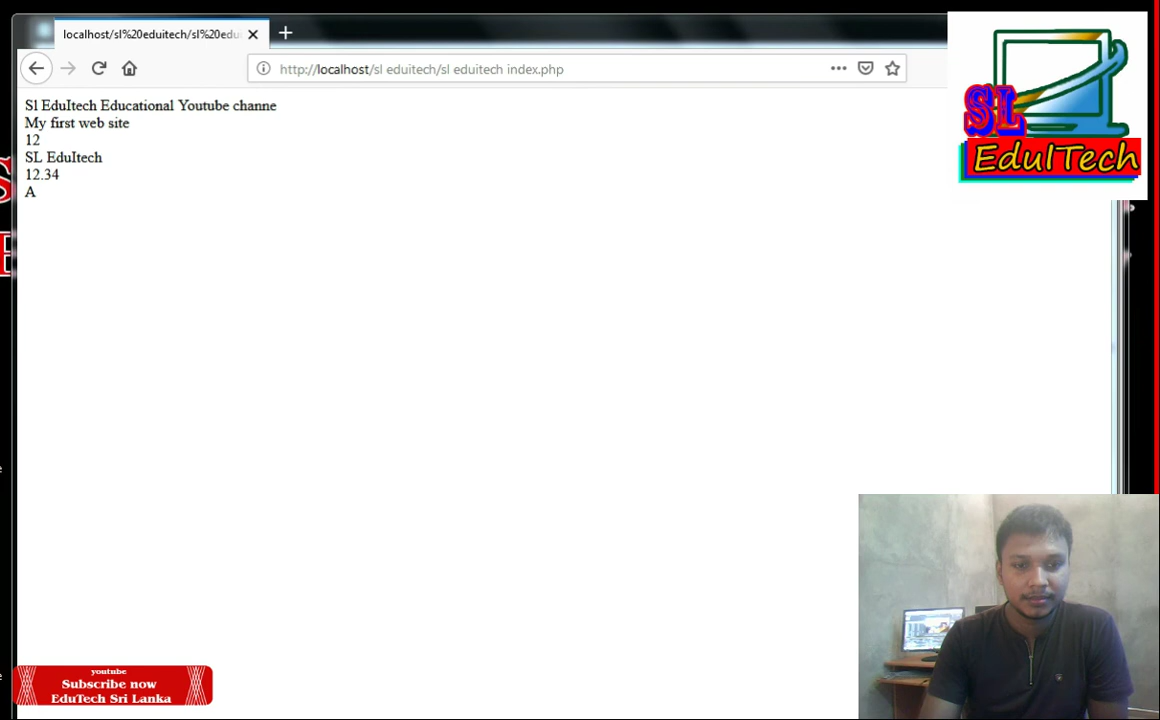 localhost/sl%20eduitech/sl%20edu
http://localhost/sl eduitech/sl eduitech index.php
Sl EduItech Educational Youtube channe
My first web site
12
SL EduItech
12.34
A
SL
EduITech
youtube
Subscribe now
EduTech Sri Lanka